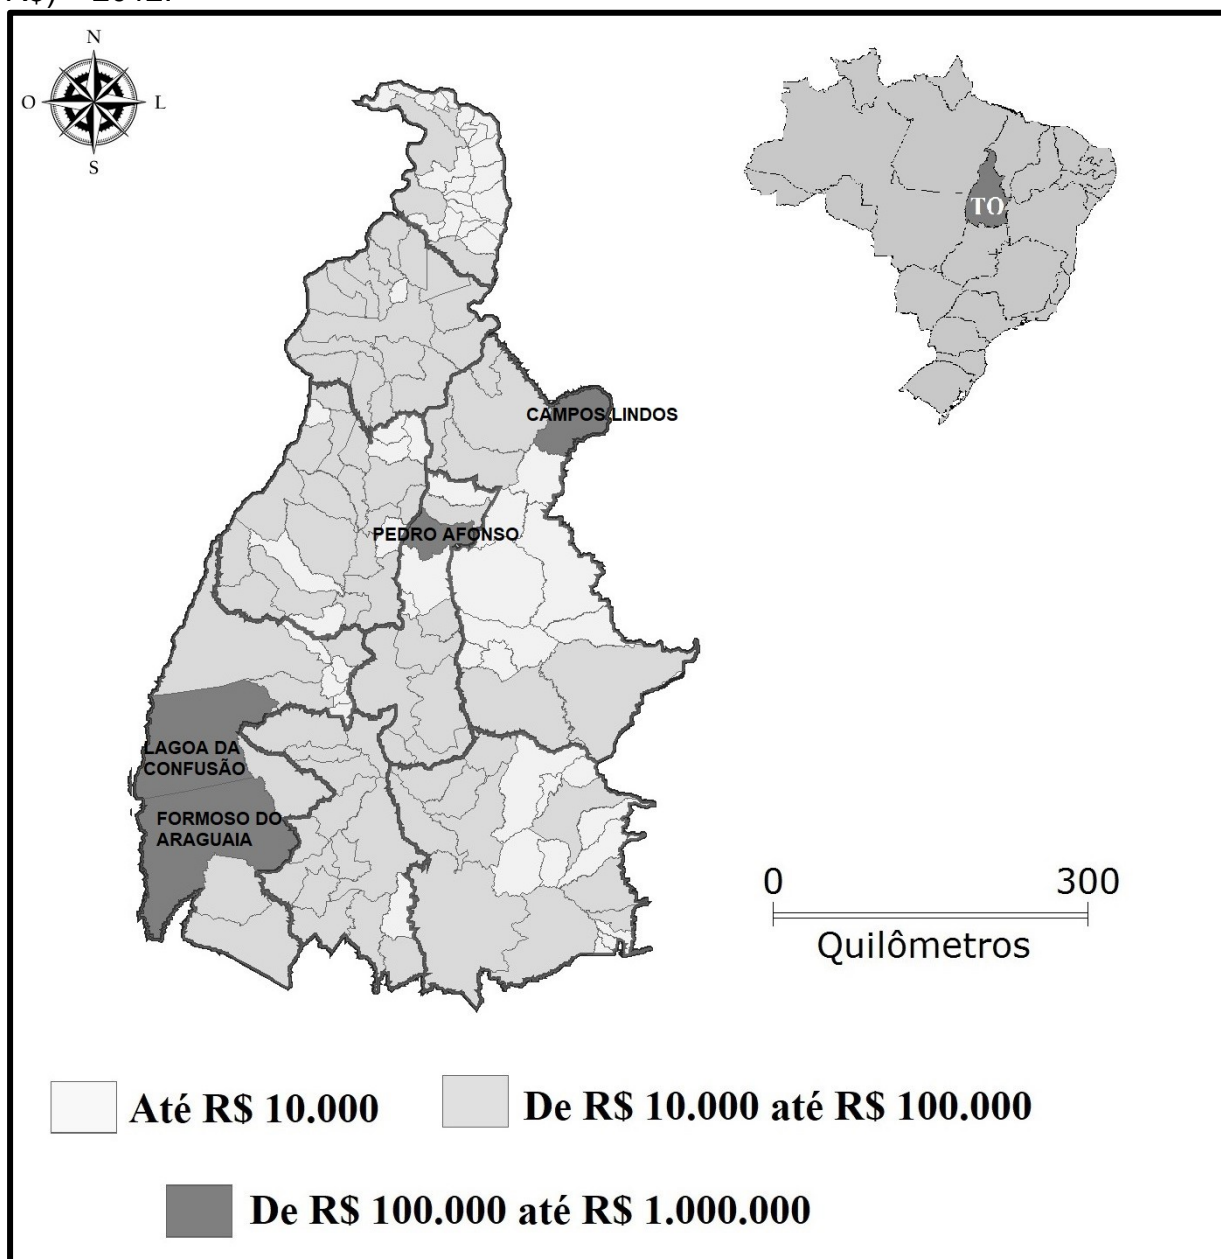 R$) – 2012.
N
O
L
S
TO
CAMPOS LINDOS
PEDRO AFONSO
LAGOA DA
CONFUSÃO
FORMOSO DO
ARAGUAIA
0 300
Quilômetros
Até R$ 10.000
De R$ 10.000 até R$ 100.000
De R$ 100.000 até R$ 1.000.000